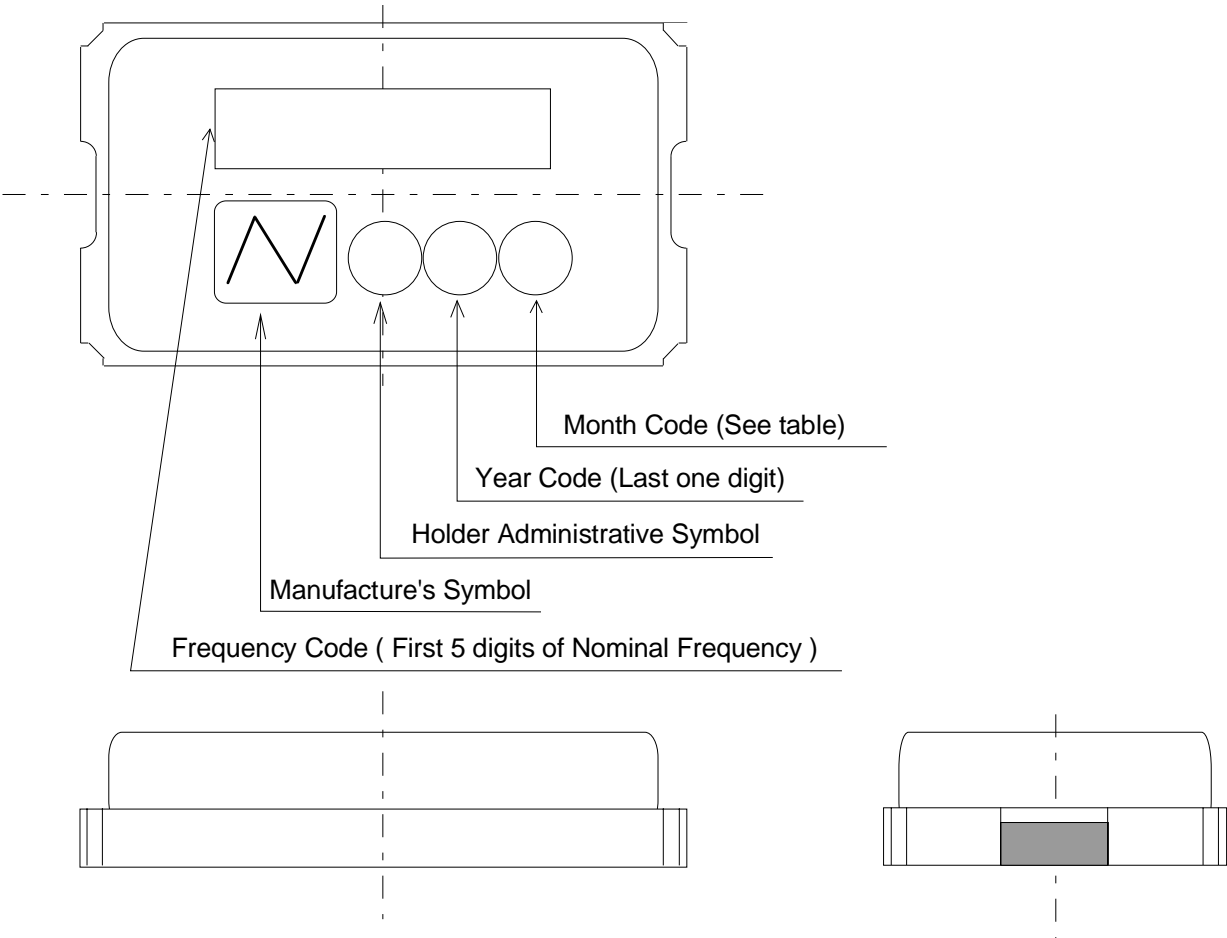 N
Month Code (See table)
Year Code (Last one digit)
Holder Administrative Symbol
Manufacture's Symbol
Frequency Code ( First 5 digits of Nominal Frequency )